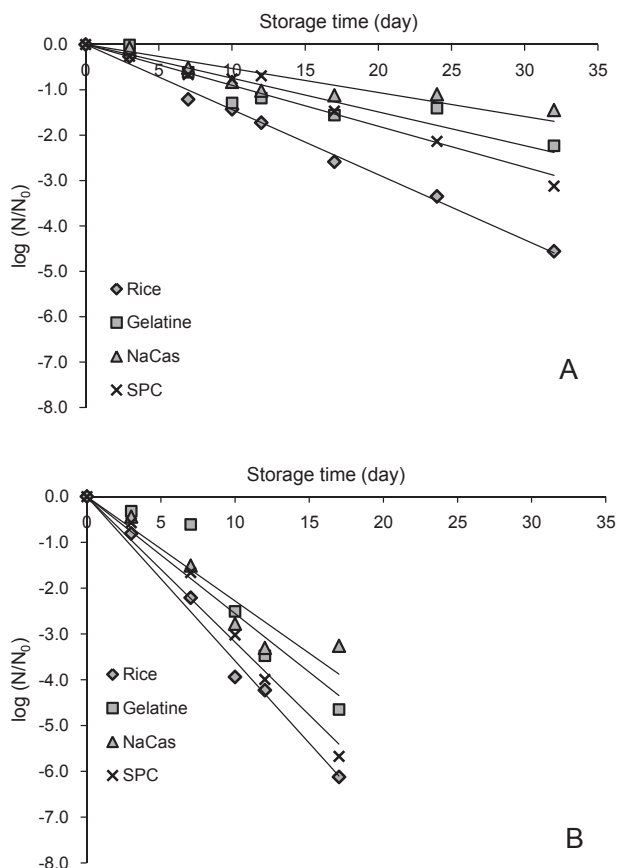 Storage time (day)
0 5 10 15 20 25 30 35
0.0
-1.0
-2.0
-3.0
-4.0
-5.0
-6.0
-7.0
-8.0
log (N/N₀)
Rice
Gelatine
NaCas
SPC
A
Storage time (day)
0 5 10 15 20 25 30 35
0.0
-1.0
-2.0
-3.0
-4.0
-5.0
-6.0
-7.0
-8.0
log (N/N₀)
Rice
Gelatine
NaCas
SPC
B